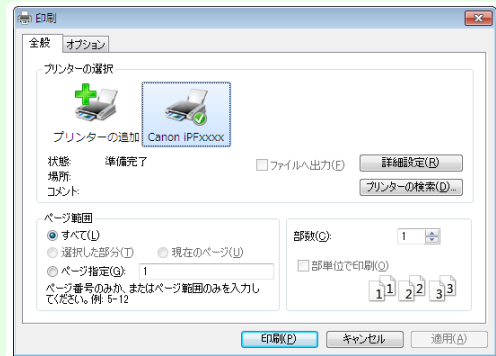 印刷
全般 オプション
プリンターの選択
プリンターの追加 Canon iPFxxxx
状態: 準備完了
場所:
コメント:
ファイルへ出力(F)
詳細設定(R)
プリンターの検索(D)...
ページ範囲
すべて(L)
選択した部分(T) 現在のページ(U)
ページ指定(G): 1
ページ番号のみか、またはページ範囲のみを入力し
てください。例: 5-12
部数(C): 1
部単位で印刷(O)
1 1 2 2 3 3
印刷(P) キャンセル 適用(A)